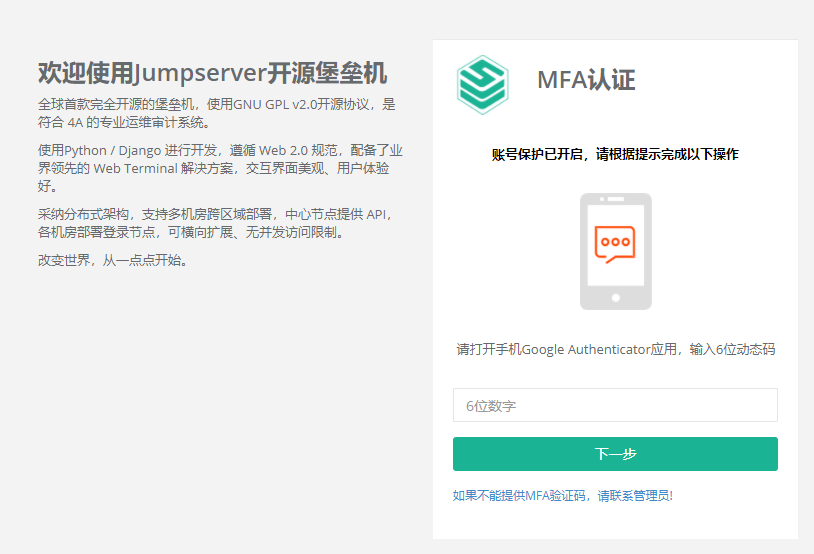 欢迎使用Jumpserver开源堡垒机
全球首款完全开源的堡垒机，使用GNU GPL v2.0开源协议，是
符合 4A 的专业运维审计系统。
使用Python / Django 进行开发，遵循 Web 2.0 规范，配备了业
界领先的 Web Terminal 解决方案，交互界面美观、用户体验
好。
采纳分布式架构，支持多机房跨区域部署，中心节点提供 API，
各机房部署登录节点，可横向扩展、无并发访问限制。
改变世界，从一点点开始。
MFA认证
账号保护已开启，请根据提示完成以下操作
请打开手机Google Authenticator应用，输入6位动态码
6位数字
下一步
如果不能提供MFA验证码，请联系管理员!